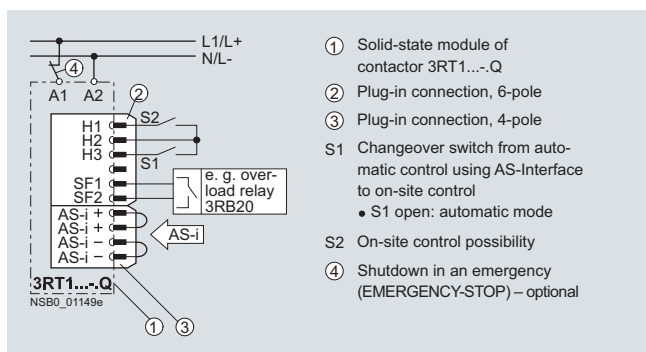 L1/L+
N/L-
④
A1 A2
②
H1 S2
H2
H3
S1
SF1
SF2
e. g. over-
load relay
3RB20
AS-i +
AS-i +
AS-i −
AS-i −
AS-i
3RT1...-.Q
NSB0_01149e
① ③
① Solid-state module of
contactor 3RT1...-.Q
② Plug-in connection, 6-pole
③ Plug-in connection, 4-pole
S1 Changeover switch from auto-
matic control using AS-Interface
to on-site control
• S1 open: automatic mode
S2 On-site control possibility
④ Shutdown in an emergency
(EMERGENCY-STOP) – optional